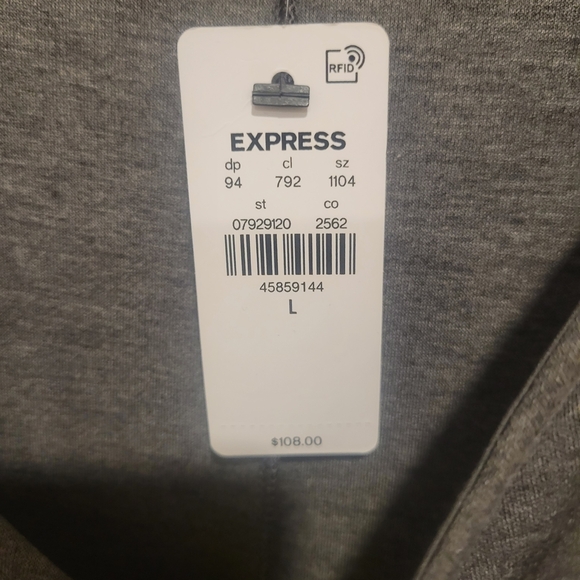 RFID
EXPRESS
dp cl sz
94 792 1104
st co
07929120 2562
45859144
L
$108.00